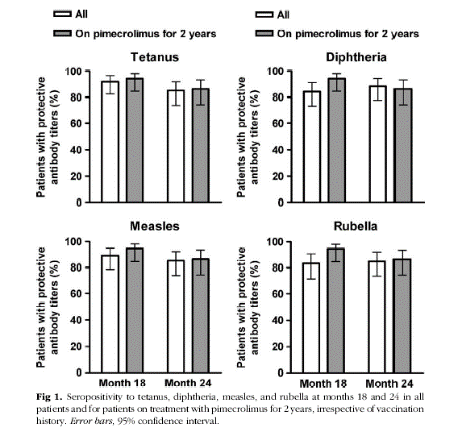 All
On pimecrolimus for 2 years
All
On pimecrolimus for 2 years
Tetanus
Patients with protective
antibody titers (%)
100
80
60
40
20
0
Diphtheria
Patients with protective
antibody titers (%)
100
80
60
40
20
0
Measles
Patients with protective
antibody titers (%)
100
80
60
40
20
0
Month 18
Month 24
Rubella
Patients with protective
antibody titers (%)
100
80
60
40
20
0
Month 18
Month 24
Fig 1. Seropositivity to tetanus, diphtheria, measles, and rubella at months 18 and 24 in all
patients and for patients on treatment with pimecrolimus for 2 years, irrespective of vaccination
history. Error bars, 95% confidence interval.